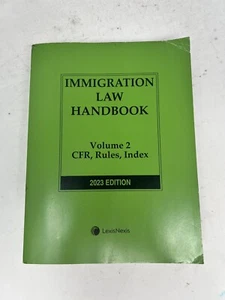 IMMIGRATION
LAW
HANDBOOK
Volume 2
CFR, Rules, Index
2023 EDITION
LexisNexis